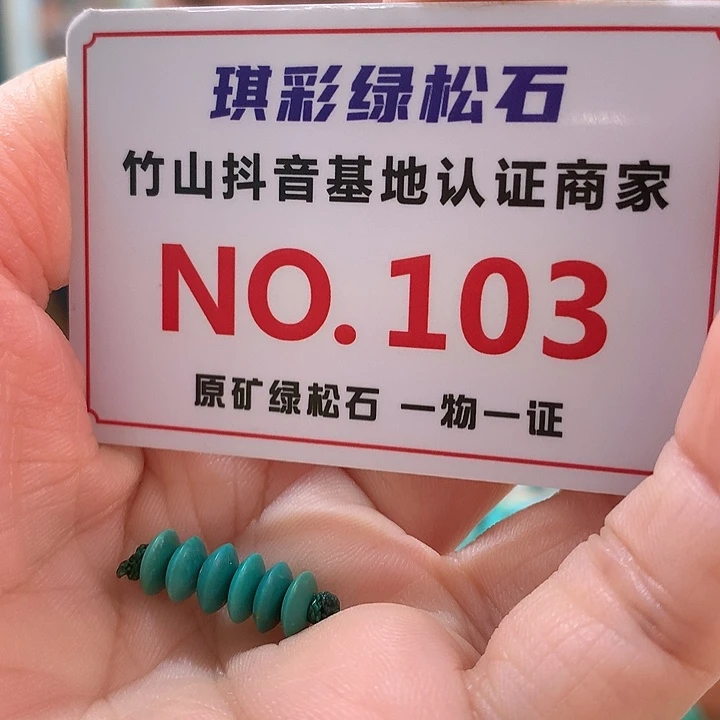 琪彩绿松石
竹山抖音基地认证商家
NO.103
原矿绿松石 一物一证